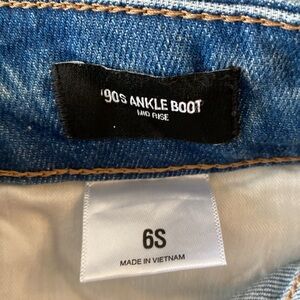 '90S ANKLE BOOT
MID RISE
6S
MADE IN VIETNAM